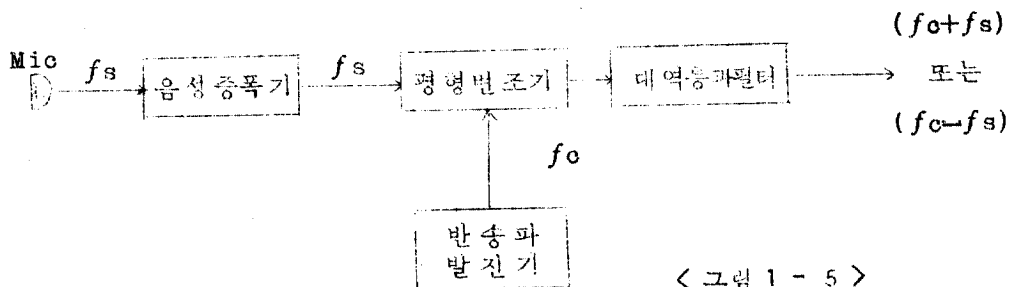 Mic
fs
음성증폭기
fs
평형변조기
대역통과필터
(fc+fs)
또는
(fc-fs)
fc
반송파
발진기
<그림 1 - 5>